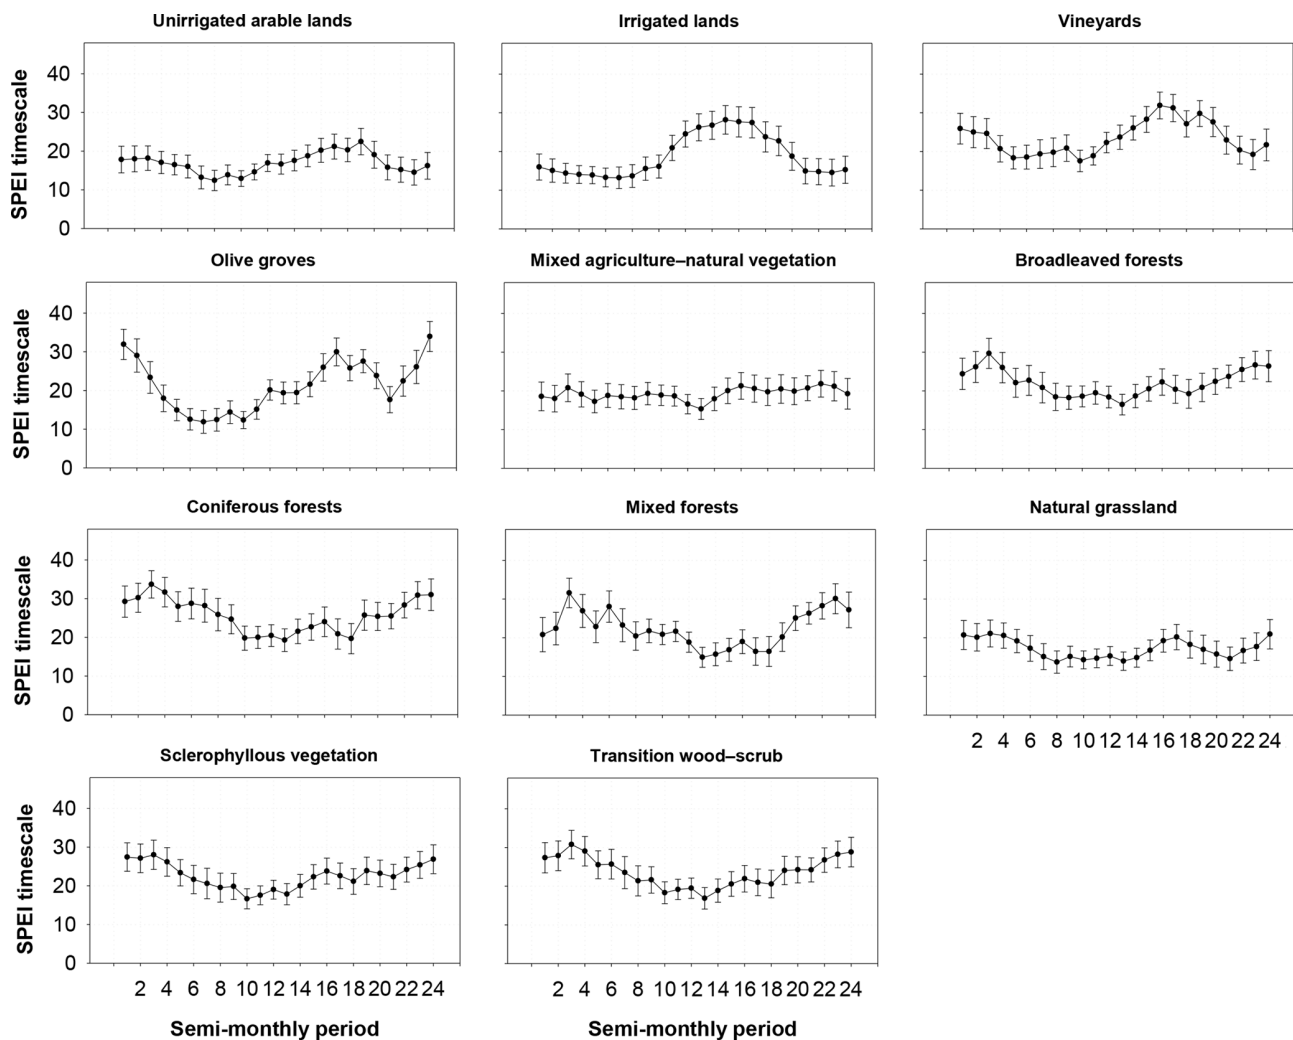 Unirrigated arable lands
Irrigated lands
Vineyards
SPEI timescale
40
30
20
10
0
Olive groves
Mixed agriculture–natural vegetation
Broadleaved forests
SPEI timescale
40
30
20
10
0
Coniferous forests
Mixed forests
Natural grassland
SPEI timescale
40
30
20
10
0
2 4 6 8 10 12 14 16 18 20 22 24
Sclerophyllous vegetation
Transition wood–scrub
SPEI timescale
40
30
20
10
0
2 4 6 8 10 12 14 16 18 20 22 24
2 4 6 8 10 12 14 16 18 20 22 24
Semi-monthly period
Semi-monthly period